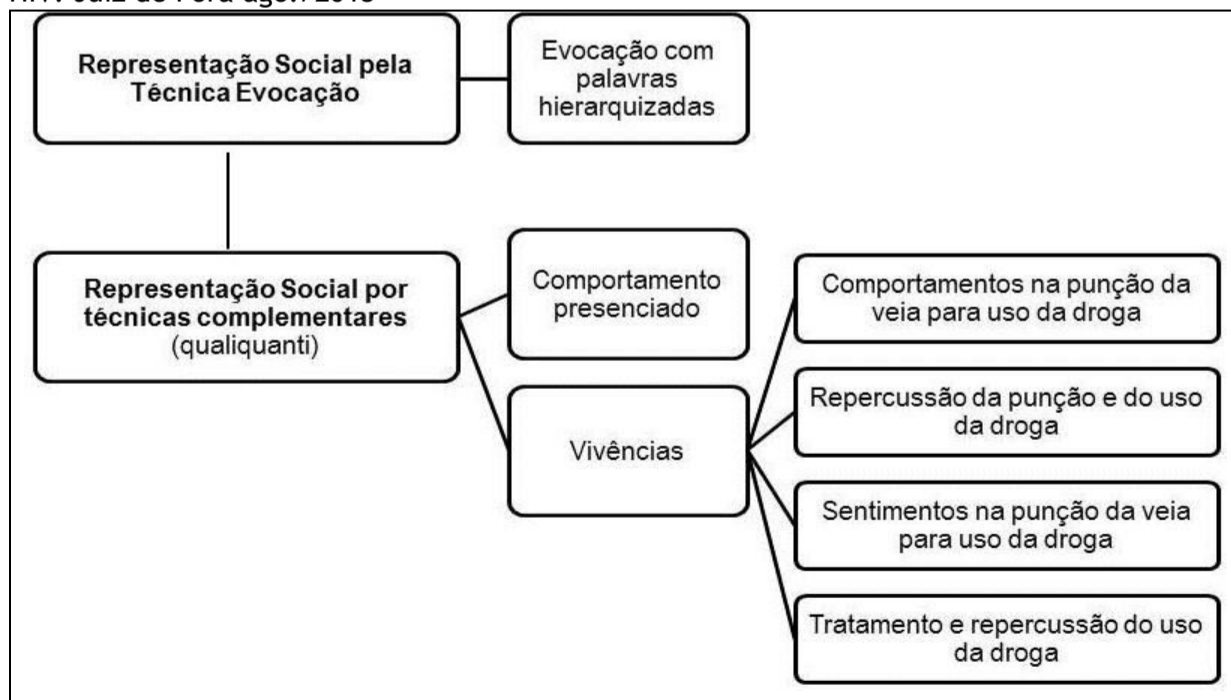 Representação Social pela
Técnica Evocação
Evocação com
palavras
hierarquizadas
Representação Social por
técnicas complementares
(qualiquanti)
Comportamento
presenciado
Vivências
Comportamentos na punção da
veia para uso da droga
Repercussão da punção e do uso
da droga
Sentimentos na punção da veia
para uso da droga
Tratamento e repercussão do uso
da droga